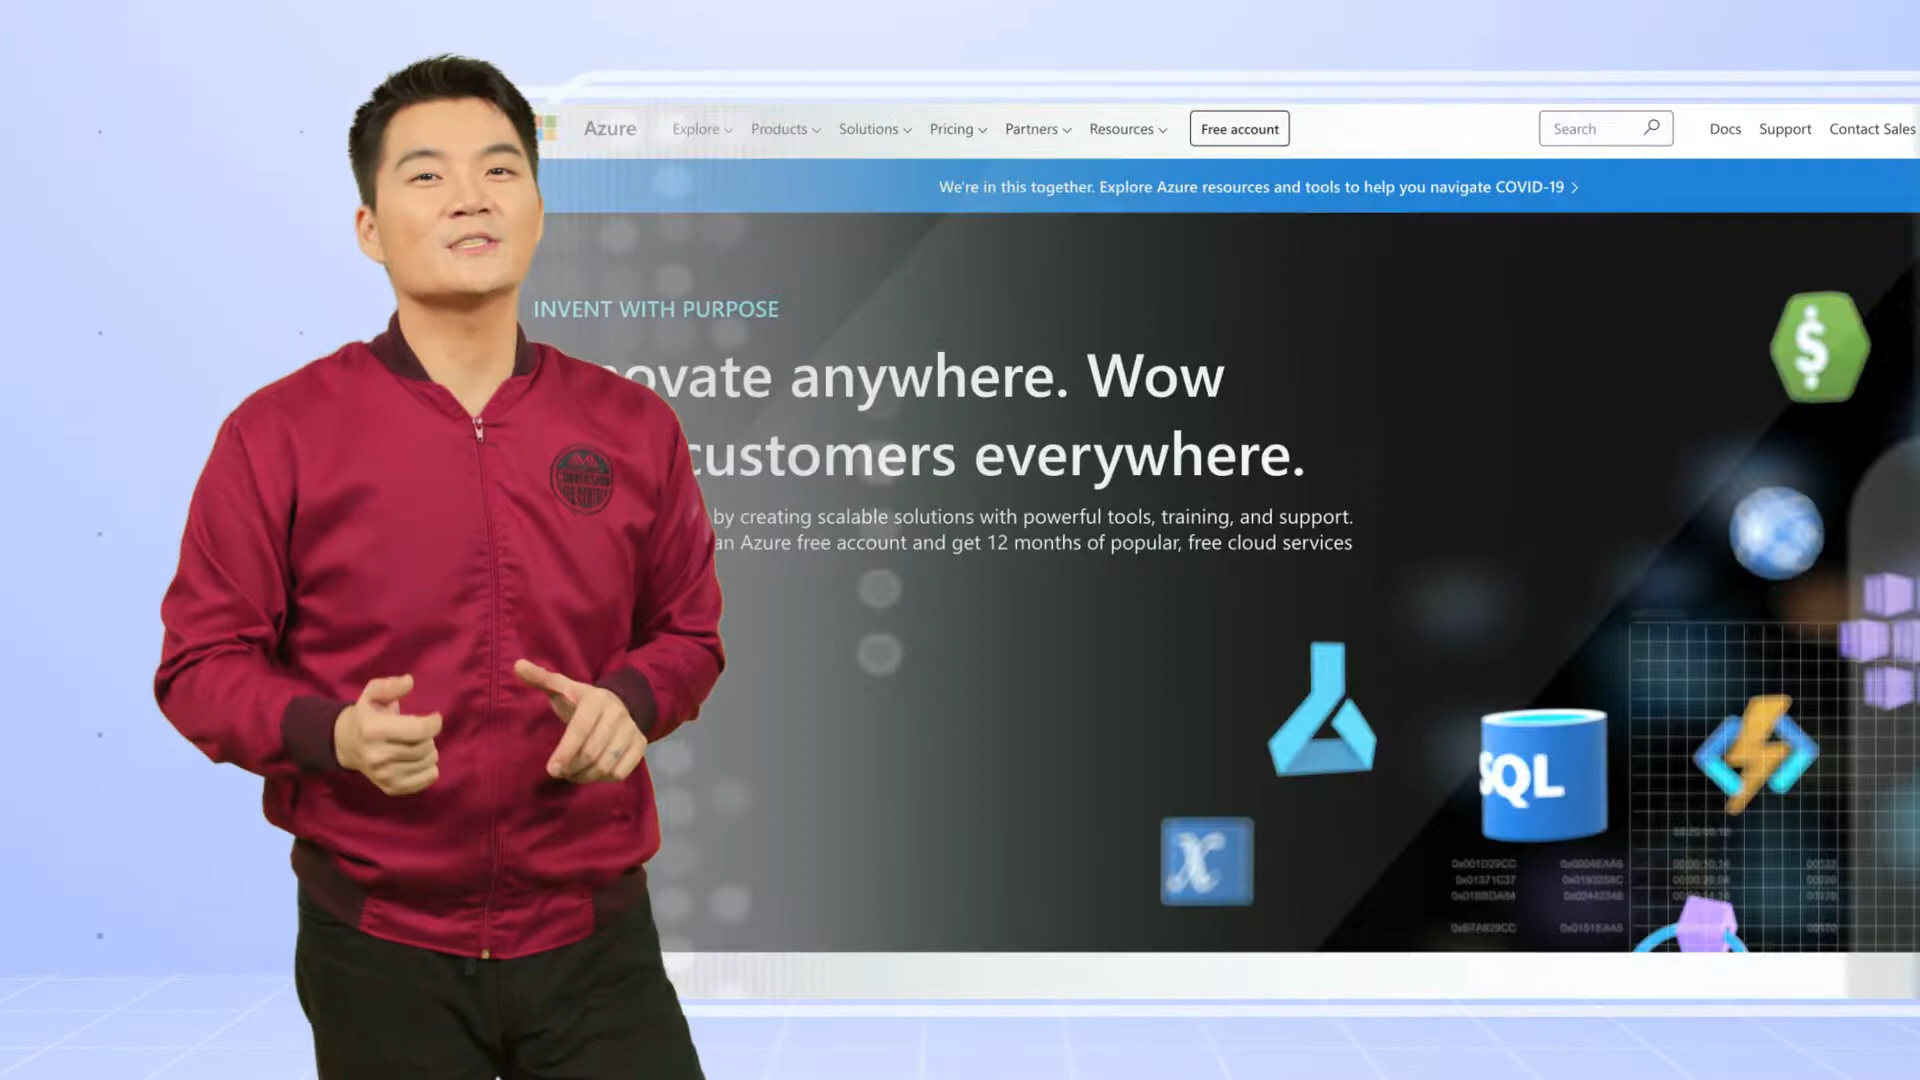 Azure
Explore
Products
Solutions
Pricing
Partners
Resources
Free account
Search
Docs
Support
Contact Sales
We're in this together. Explore Azure resources and tools to help you navigate COVID-19
INVENT WITH PURPOSE
ovate anywhere. Wow
customers everywhere.
by creating scalable solutions with powerful tools, training, and support.
an Azure free account and get 12 months of popular, free cloud services
$
SQL
X